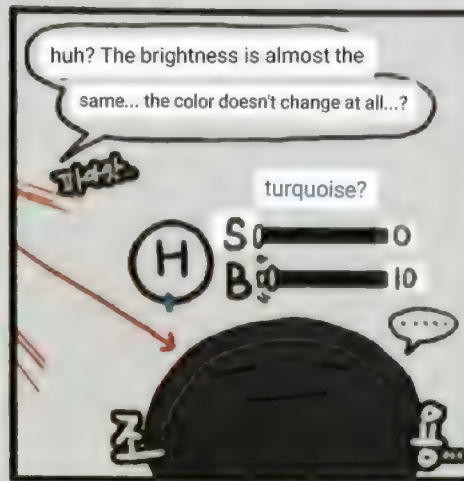 huh? The brightness is almost the
same... the color doesn't change at all...?
turquoise?
H
S 0
B 10
......
조
용...